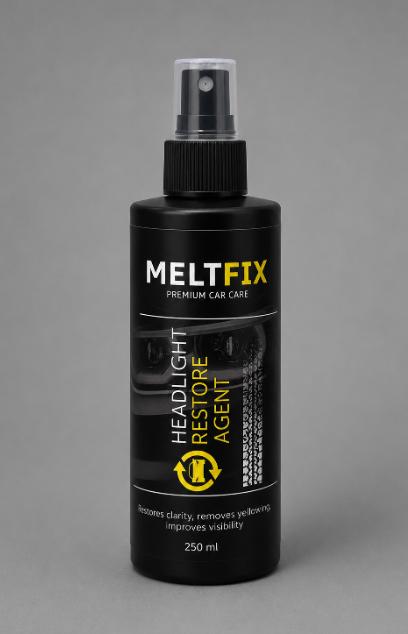 MELTFIX
PREMIUM CAR CARE
HEADLIGHT
RESTORE
AGENT
Restores clarity, removes yellowing,
improves visibility
250 ml